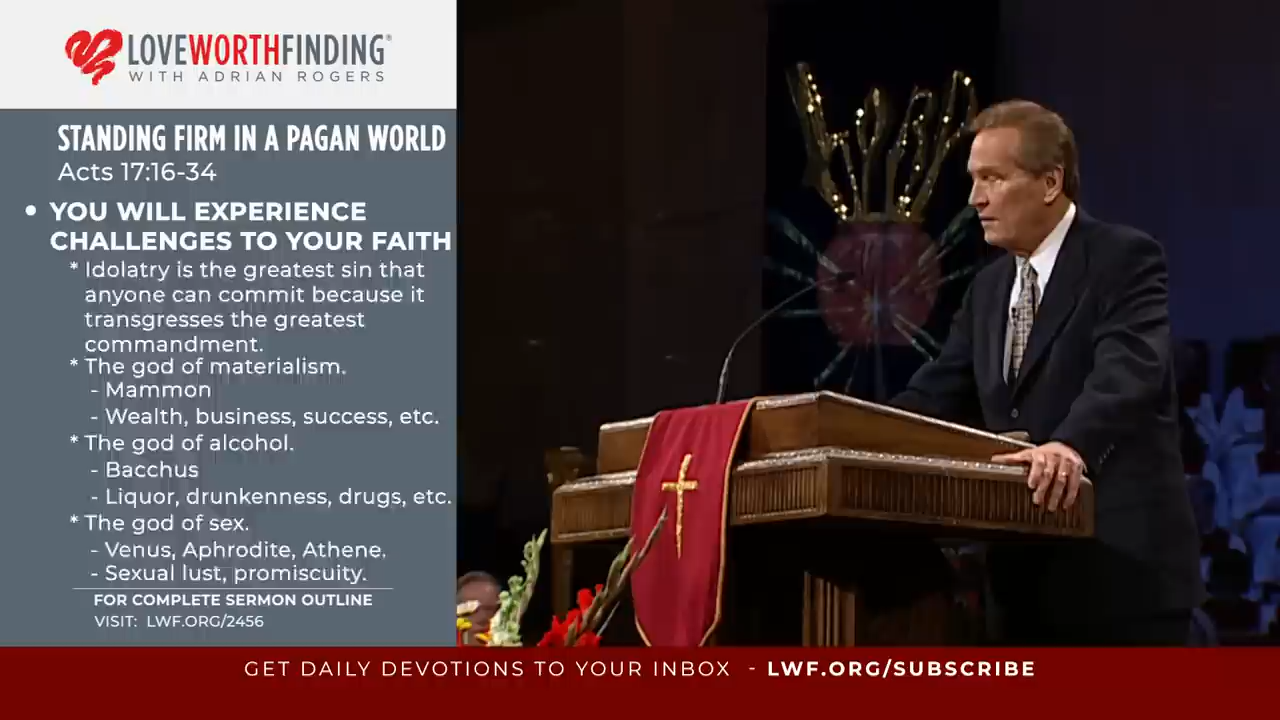 LOVEWORTHFINDING®
WITH ADRIAN ROGERS
STANDING FIRM IN A PAGAN WORLD
Acts 17:16-34
• YOU WILL EXPERIENCE
CHALLENGES TO YOUR FAITH
* Idolatry is the greatest sin that
anyone can commit because it
transgresses the greatest
commandment.
* The god of materialism.
- Mammon
- Wealth, business, success, etc.
* The god of alcohol.
- Bacchus
- Liquor, drunkenness, drugs, etc.
* The god of sex.
- Venus, Aphrodite, Athene.
- Sexual lust, promiscuity.
FOR COMPLETE SERMON OUTLINE
VISIT: LWF.ORG/2456
GET DAILY DEVOTIONS TO YOUR INBOX - LWF.ORG/SUBSCRIBE